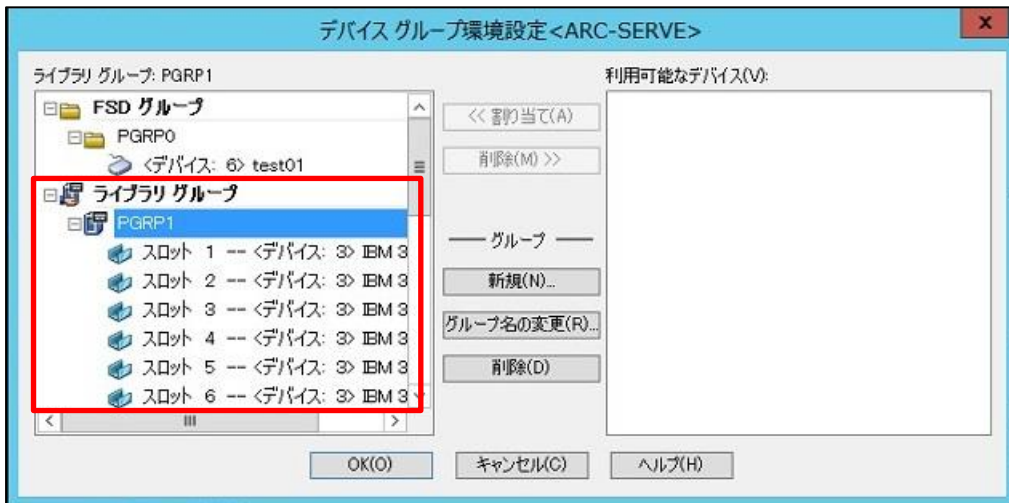 デバイス グループ環境設定<ARC-SERVE>
x
ライブラリ グループ: PGRP1
利用可能なデバイス(V):
FSD グループ
PGRP0
<デバイス: 6> test01
ライブラリ グループ
PGRP1
スロット 1 -- <デバイス: 3> IBM 3
スロット 2 -- <デバイス: 3> IBM 3
スロット 3 -- <デバイス: 3> IBM 3
スロット 4 -- <デバイス: 3> IBM 3
スロット 5 -- <デバイス: 3> IBM 3
スロット 6 -- <デバイス: 3> IBM 3
<< 割り当て(A)
削除(M) >>
グループ
新規(N)...
グループ名の変更(R)...
削除(D)
OK(O)
キャンセル(C)
ヘルプ(H)